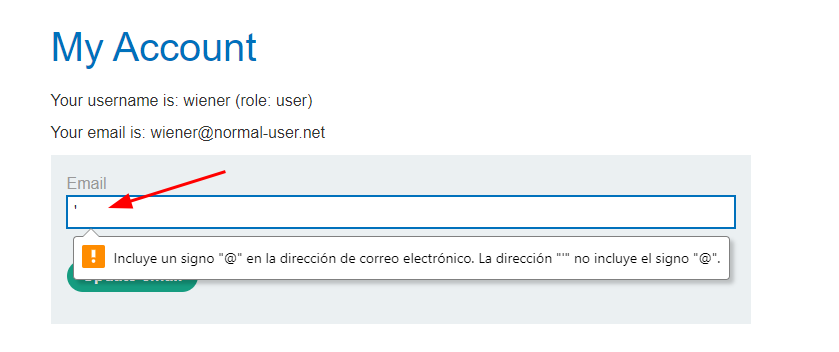 My Account
Your username is: wiener (role: user)
Your email is: wiener@normal-user.net
Email
'
Incluye un signo "@" en la dirección de correo electrónico. La dirección "'" no incluye el signo "@".